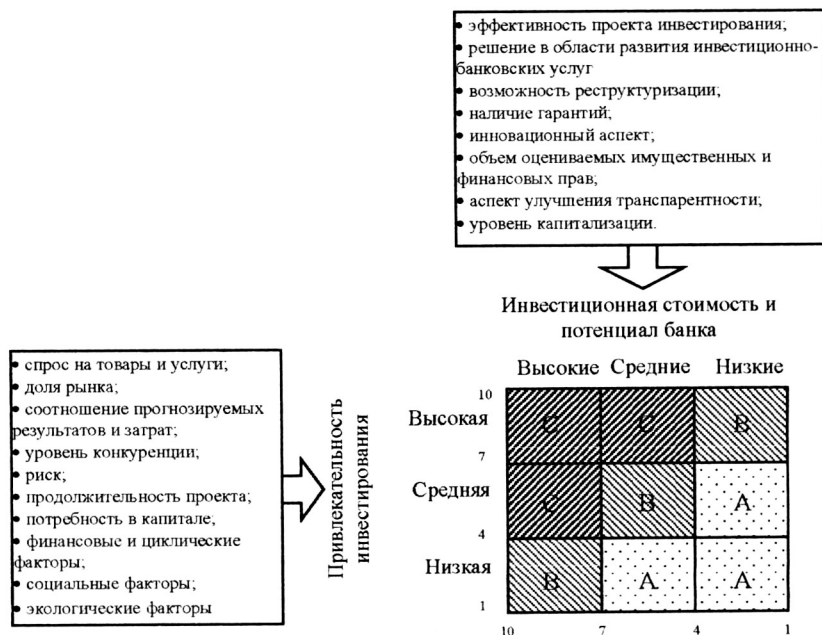 • эффективность проекта инвестирования;
• решение в области развития инвестиционно-
банковских услуг
• возможность реструктуризации;
• наличие гарантий;
• инновационный аспект;
• объем оцениваемых имущественных и
финансовых прав;
• аспект улучшения транспарентности;
• уровень капитализации.
Инвестиционная стоимость и
потенциал банка
• спрос на товары и услуги;
• доля рынка;
• соотношение прогнозируемых
результатов и затрат;
• уровень конкуренции;
• риск;
• продолжительность проекта;
• потребность в капитале,
• финансовые и циклические
факторы;
• социальные факторы;
• экологические факторы
Привлекательность
инвестирования
Высокие Средние Низкие
10
Высокая C C B
7
Средняя C B A
4
Низкая B A A
1
10 7 4 1